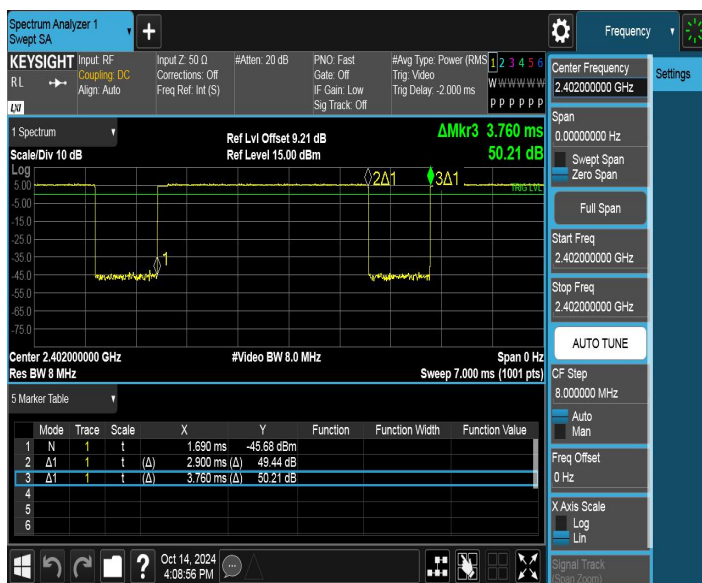 Spectrum Analyzer 1
Swept SA
+
Frequency
KEYSIGHT
RL
LXI
Input: RF
Coupling: DC
Align: Auto
Input Z: 50 Ω
Corrections: Off
Freq Ref: Int (S)
#Atten: 20 dB
PNO: Fast
Gate: Off
IF Gain: Low
Sig Track: Off
#Avg Type: Power (RMS
Trig: Video
Trig Delay: -2.000 ms
1 2 3 4 5 6
W W W W W W
P P P P P P
1 Spectrum
Scale/Div 10 dB
Log
Ref Lvl Offset 9.21 dB
Ref Level 15.00 dBm
ΔMkr3 3.760 ms
50.21 dB
5.00
-5.00
-15.0
-25.0
-35.0
-45.0
-55.0
-65.0
-75.0
2Δ1
3Δ1
TRIG LVL
1
Center 2.402000000 GHz
Res BW 8 MHz
#Video BW 8.0 MHz
Span 0 Hz
Sweep 7.000 ms (1001 pts)
5 Marker Table
Mode Trace Scale X Y Function Function Width Function Value
1 N 1 t 1.690 ms -45.68 dBm
2 Δ1 1 t (Δ) 2.900 ms (Δ) 49.44 dB
3 Δ1 1 t (Δ) 3.760 ms (Δ) 50.21 dB
4
5
6
?
Oct 14, 2024
4:08:56 PM
Center Frequency
2.402000000 GHz
Span
0.00000000 Hz
Swept Span
Zero Span
Full Span
Start Freq
2.402000000 GHz
Stop Freq
2.402000000 GHz
AUTO TUNE
CF Step
8.000000 MHz
Auto
Man
Freq Offset
0 Hz
X Axis Scale
Log
Lin
Signal Track
(Span Zoom)
Settings